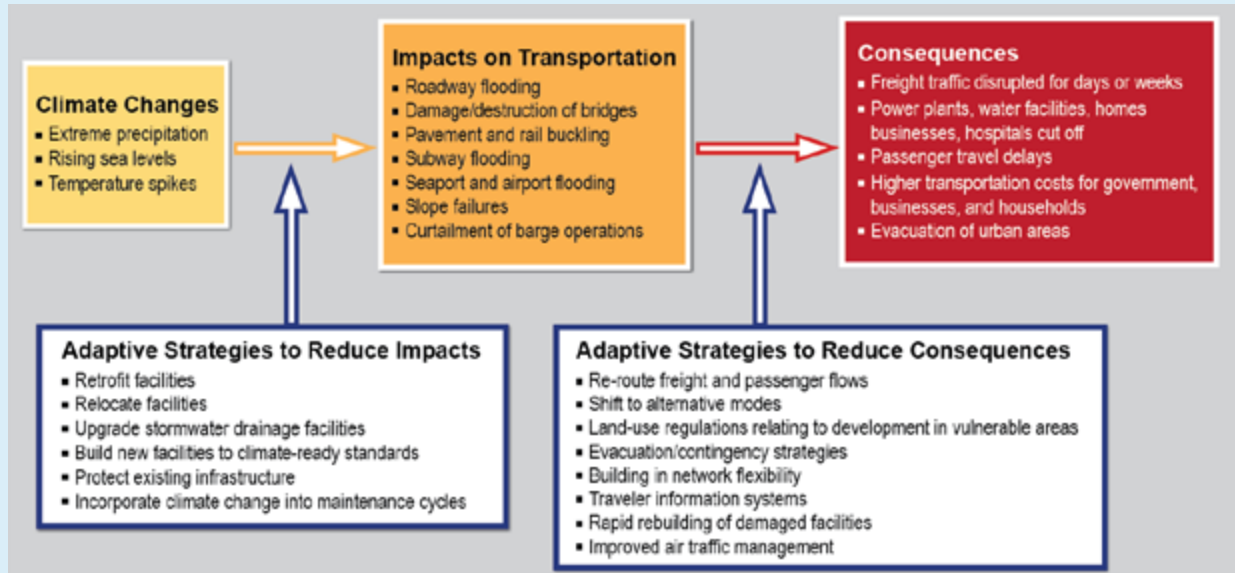 Climate Changes
▪ Extreme precipitation
▪ Rising sea levels
▪ Temperature spikes
Impacts on Transportation
▪ Roadway flooding
▪ Damage/destruction of bridges
▪ Pavement and rail buckling
▪ Subway flooding
▪ Seaport and airport flooding
▪ Slope failures
▪ Curtailment of barge operations
Consequences
▪ Freight traffic disrupted for days or weeks
▪ Power plants, water facilities, homes
businesses, hospitals cut off
▪ Passenger travel delays
▪ Higher transportation costs for government,
businesses, and households
▪ Evacuation of urban areas
Adaptive Strategies to Reduce Impacts
▪ Retrofit facilities
▪ Relocate facilities
▪ Upgrade stormwater drainage facilities
▪ Build new facilities to climate-ready standards
▪ Protect existing infrastructure
▪ Incorporate climate change into maintenance cycles
Adaptive Strategies to Reduce Consequences
▪ Re-route freight and passenger flows
▪ Shift to alternative modes
▪ Land-use regulations relating to development in vulnerable areas
▪ Evacuation/contingency strategies
▪ Building in network flexibility
▪ Traveler information systems
▪ Rapid rebuilding of damaged facilities
▪ Improved air traffic management